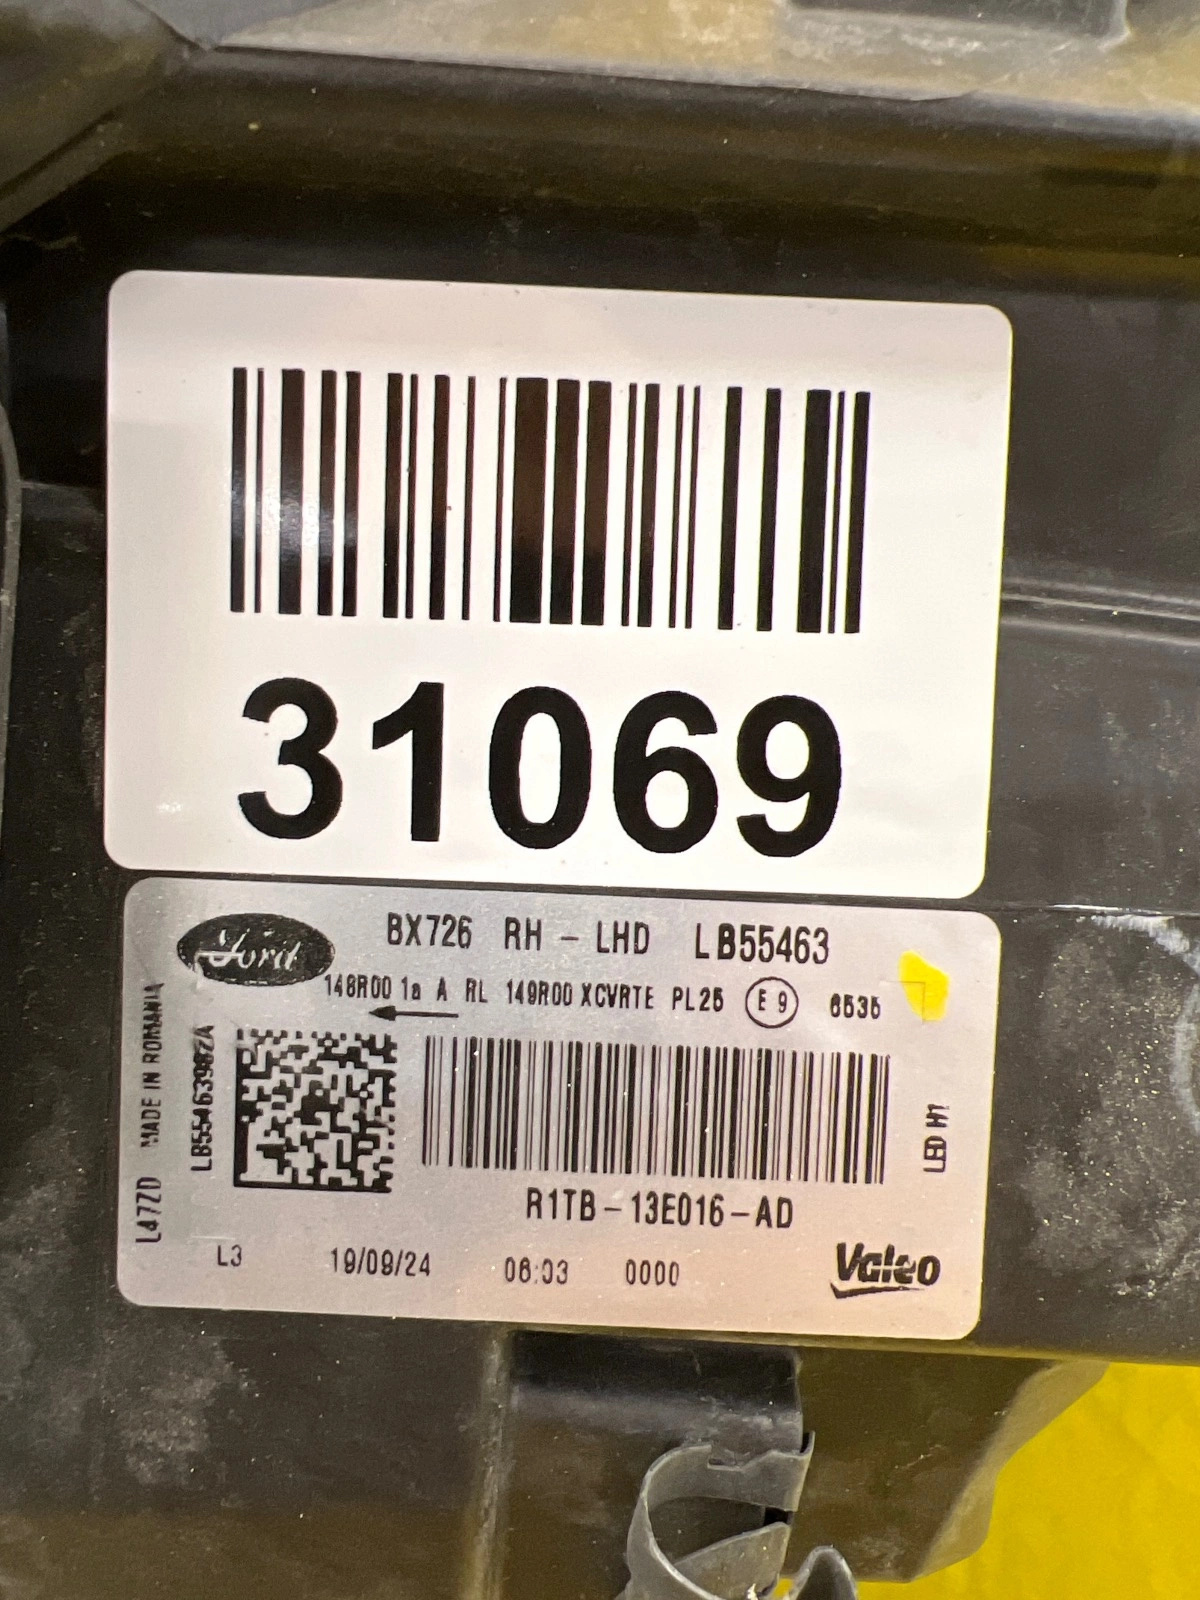 31069
Ford
BX726 RH - LHD LB55463
148R00 1a A RL 149R00 XCVRTE PL25 E 9 6535
L47ZD MADE IN ROMANIA
LB5546398ZA
LED H1
R1TB-13E016-AD
L3 19/09/24 06:03 0000
Valeo